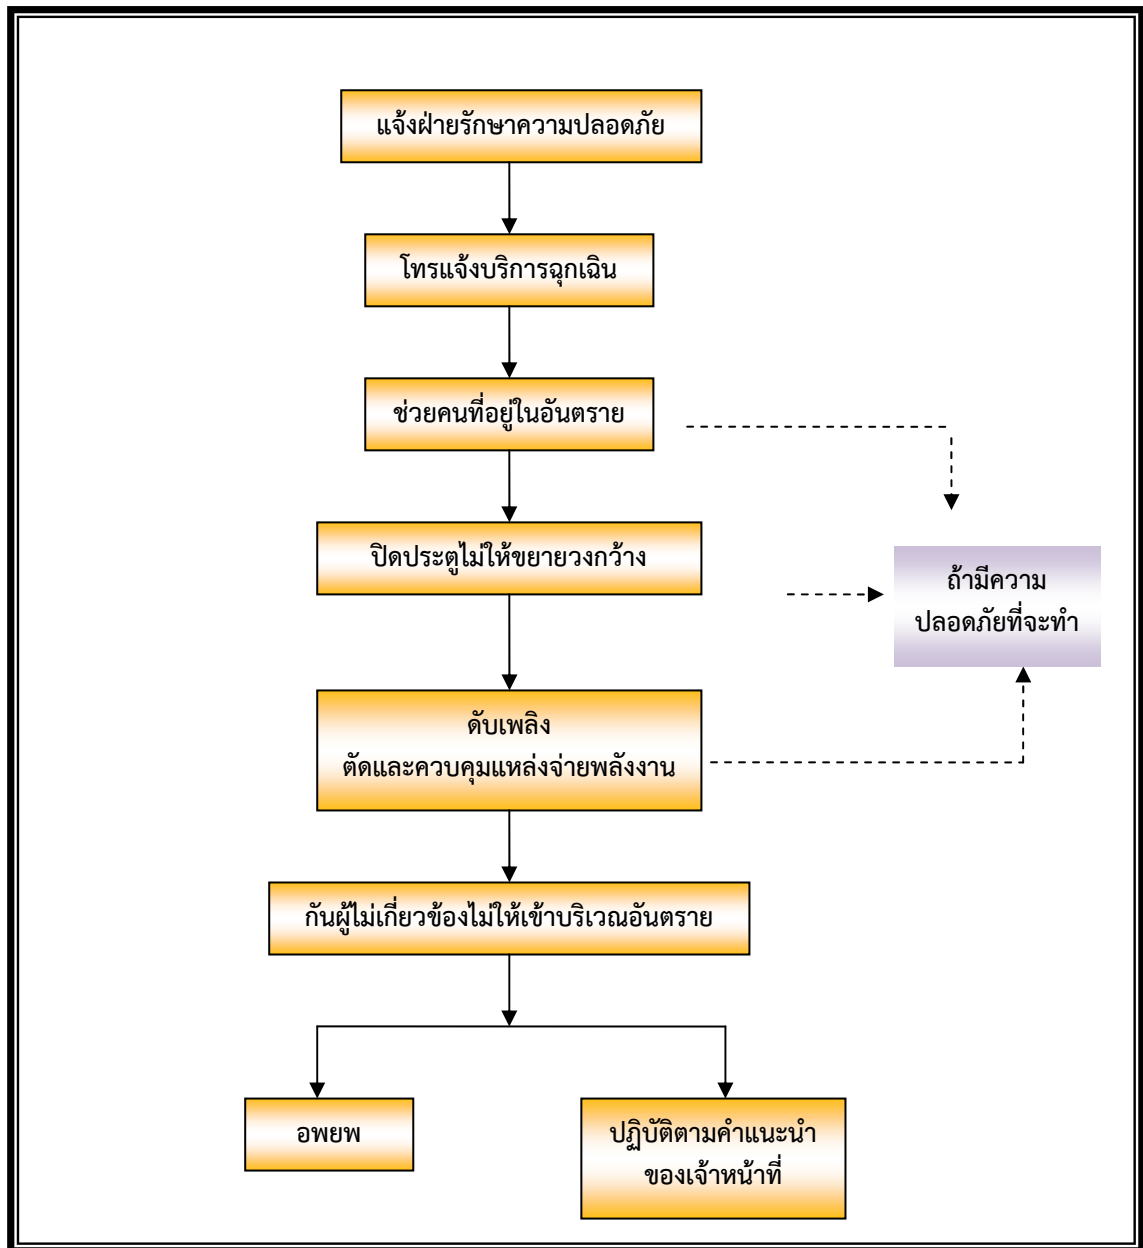 แจ้งฝ่ายรักษาความปลอดภัย
โทรแจ้งบริการฉุกเฉิน
ช่วยคนที่อยู่ในอันตราย
ปิดประตูไม่ให้ขยายวงกว้าง
ถ้ามีความ
ปลอดภัยที่จะทำ
ดับเพลิง
ตัดและควบคุมแหล่งจ่ายพลังงาน
กันผู้ไม่เกี่ยวข้องไม่ให้เข้าบริเวณอันตราย
อพยพ
ปฏิบัติตามคำแนะนำ
ของเจ้าหน้าที่